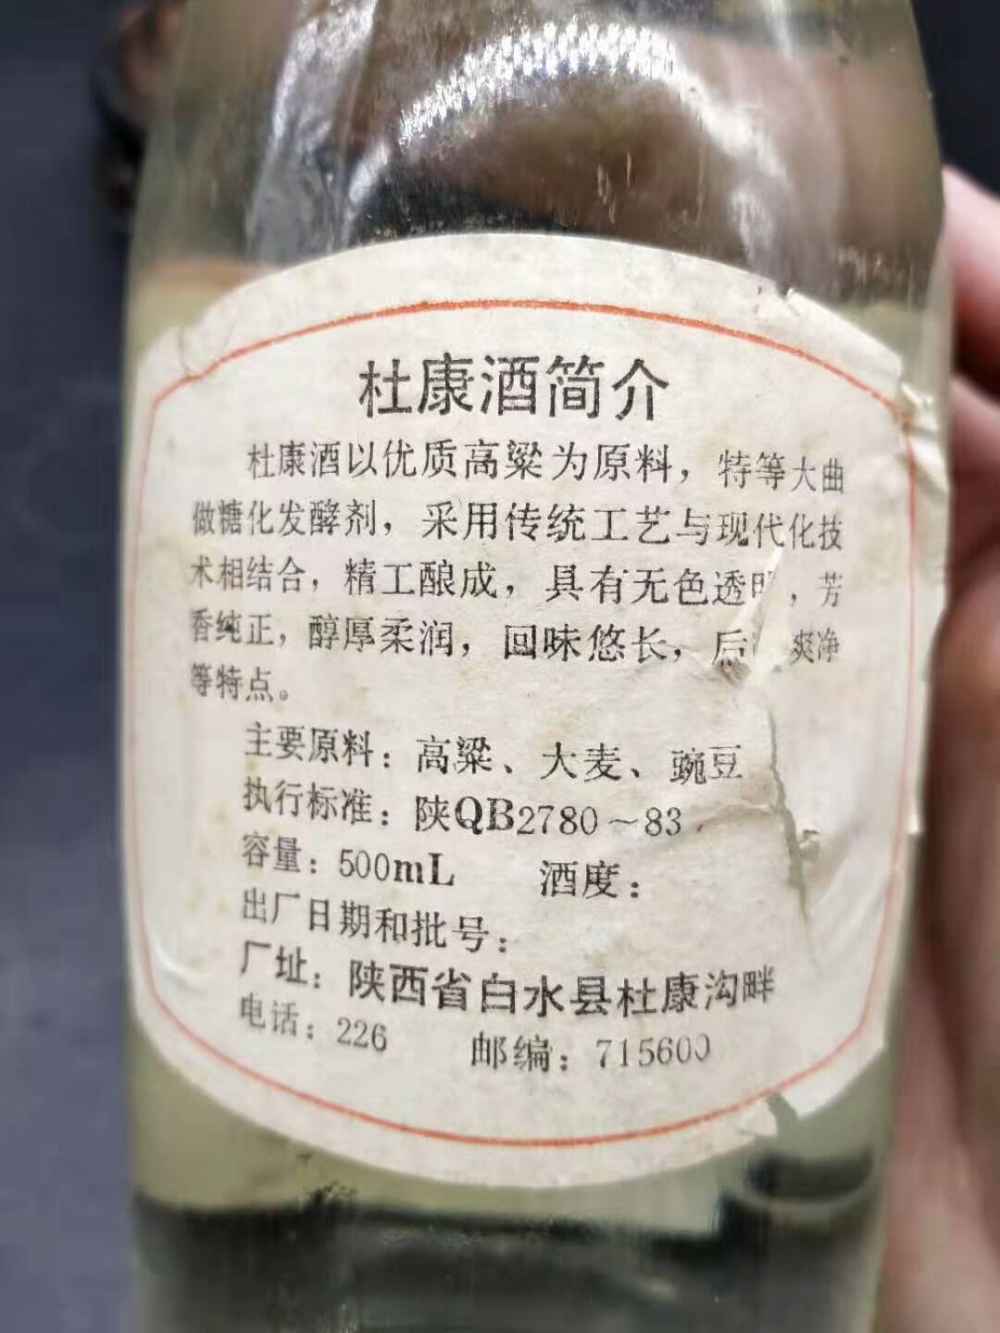 杜康酒简介
杜康酒以优质高粱为原料，特等大曲
做糖化发酵剂，采用传统工艺与现代化技
术相结合，精工酿成，具有无色透，芳
香纯正，醇厚柔润，回味悠长，后 爽净
等特点。
主要原料：高粱、大麦、豌豆
执行标准：陕QB2780～83
容量：500mL 酒度：
出厂日期和批号：
厂址：陕西省白水县杜康沟畔
电话：226 邮编：715600